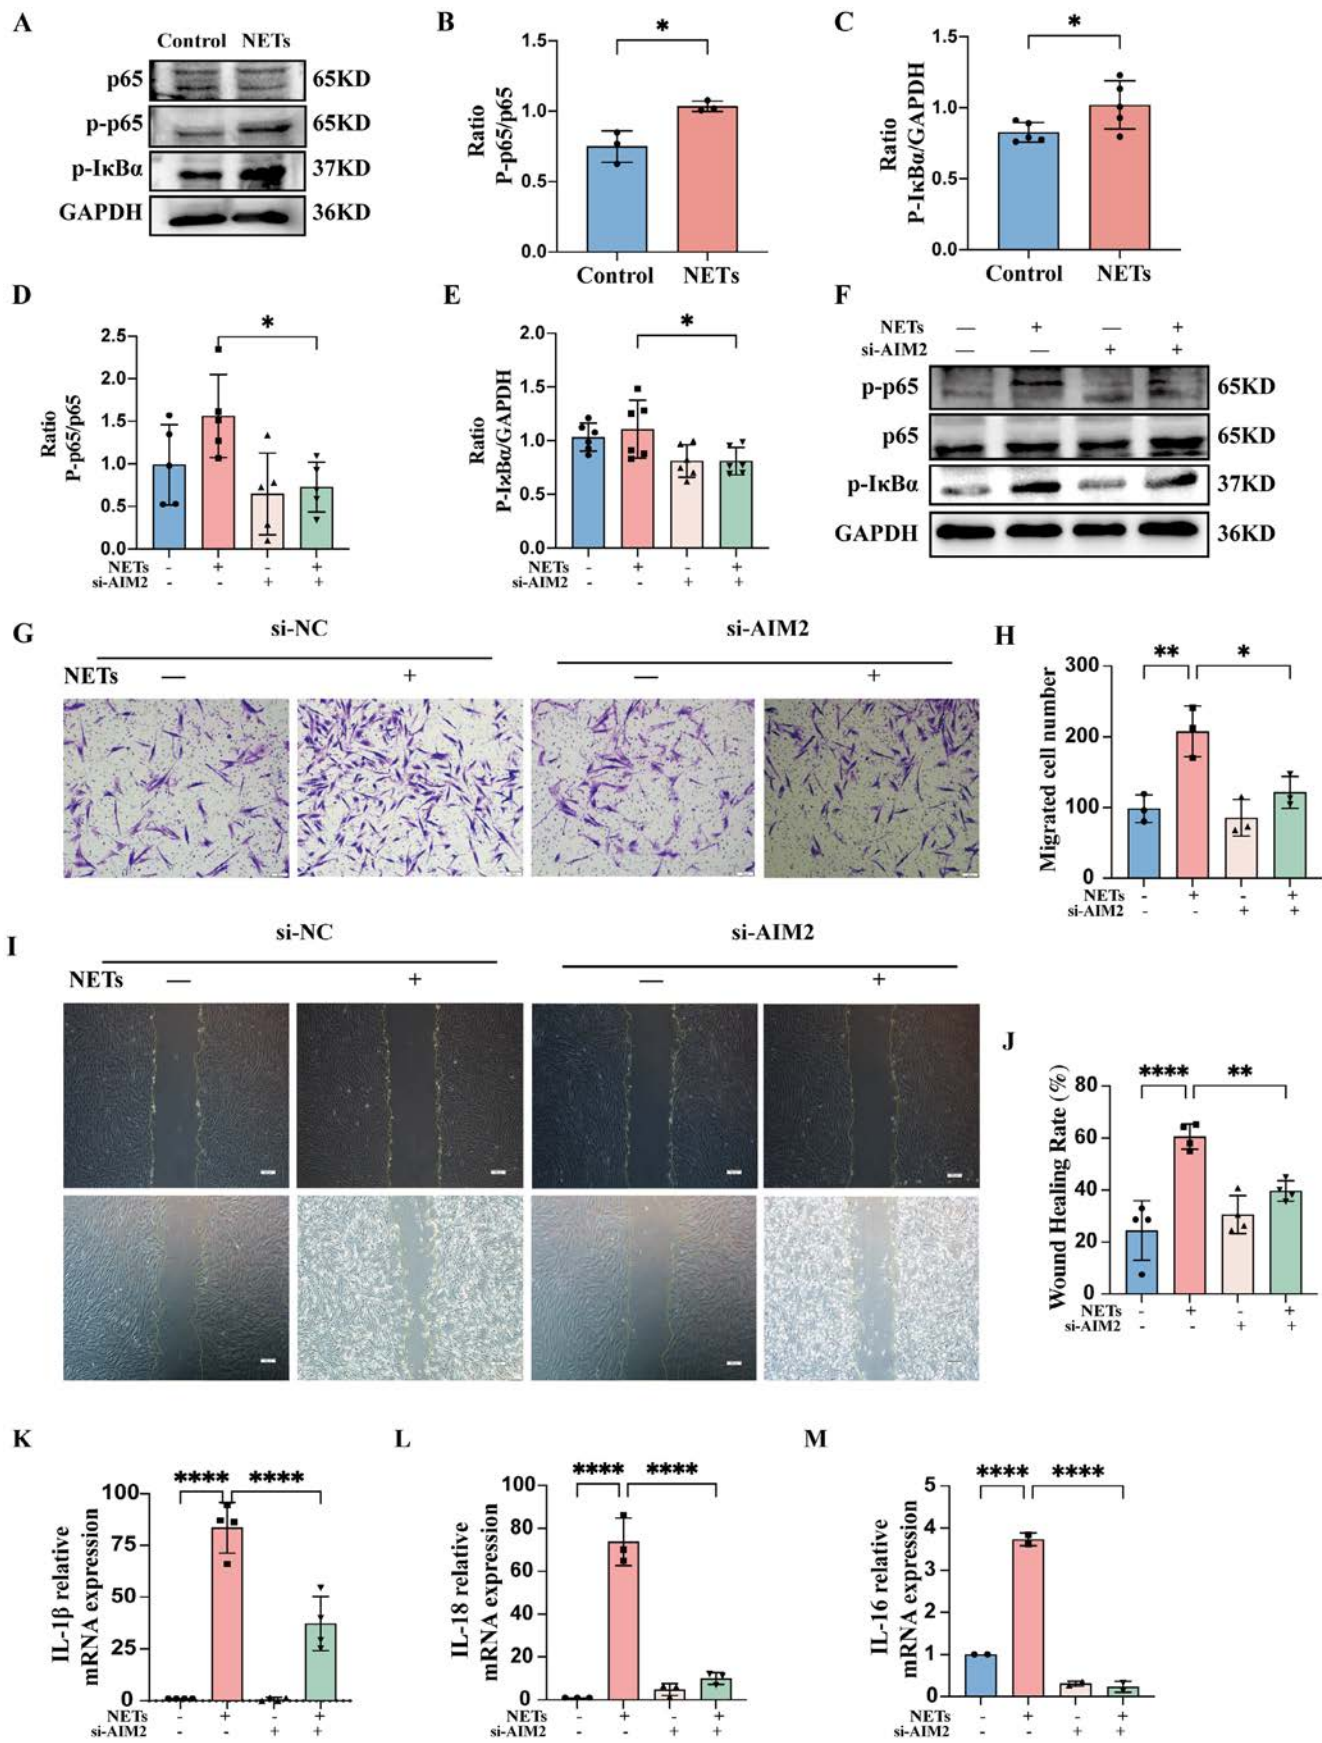 A
Control NETs
p65 65KD
p-p65 65KD
p-IκBα 37KD
GAPDH 36KD
B
*
Ratio
P-p65/p65
1.5
1.0
0.5
0.0
Control NETs
C
*
Ratio
P-IκBα/GAPDH
1.5
1.0
0.5
0.0
Control NETs
D
*
Ratio
P-p65/p65
2.5
2.0
1.5
1.0
0.5
0.0
NETs - + - +
si-AIM2 - - + +
E
*
Ratio
P-IκBα/GAPDH
2.0
1.5
1.0
0.5
0.0
NETs - + - +
si-AIM2 - - + +
F
NETs — + — +
si-AIM2 — — + +
p-p65 65KD
p65 65KD
p-IκBα 37KD
GAPDH 36KD
G
si-NC si-AIM2
NETs — + — +
H
** *
Migrated cell number
300
200
100
0
NETs - + - +
si-AIM2 - - + +
I
si-NC si-AIM2
NETs — + — +
J
**** **
Wound Healing Rate (%)
80
60
40
20
0
NETs - + - +
si-AIM2 - - + +
K
**** ****
IL-1β relative
mRNA expression
100
75
50
25
0
NETs - + - +
si-AIM2 - - + +
L
**** ****
IL-18 relative
mRNA expression
100
80
60
40
20
0
NETs - + - +
si-AIM2 - - + +
M
**** ****
IL-16 relative
mRNA expression
5
4
3
2
1
0
NETs - + - +
si-AIM2 - - + +